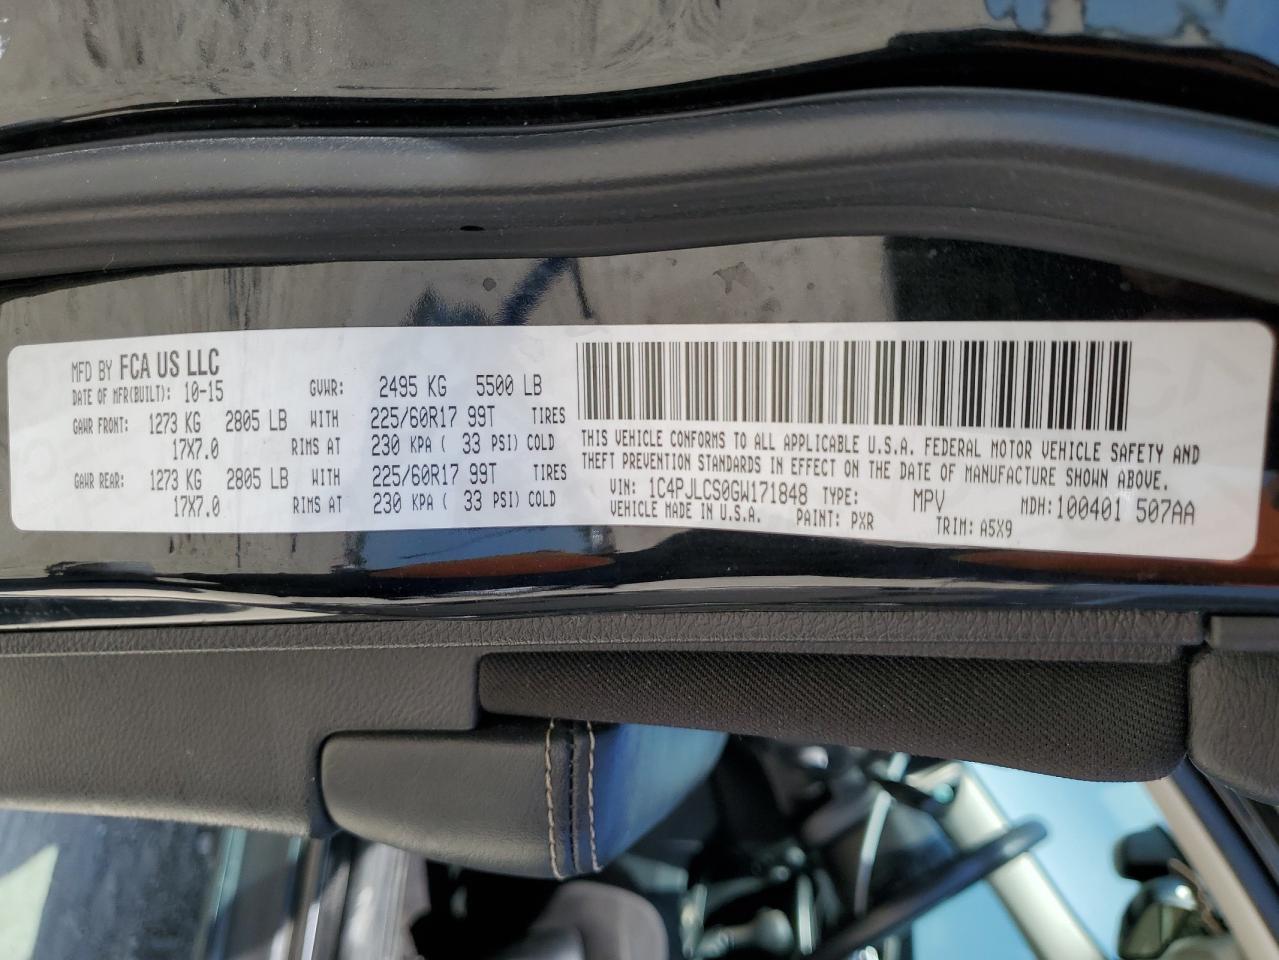 MFD BY FCA US LLC
DATE OF MFR(BUILT): 10-15 GVWR: 2495 KG 5500 LB
GAWR FRONT: 1273 KG 2805 LB WITH 225/60R17 99T TIRES
17X7.0 RIMS AT 230 KPA ( 33 PSI) COLD
GAWR REAR: 1273 KG 2805 LB WITH 225/60R17 99T TIRES
17X7.0 RIMS AT 230 KPA ( 33 PSI) COLD
THIS VEHICLE CONFORMS TO ALL APPLICABLE U.S.A. FEDERAL MOTOR VEHICLE SAFETY AND
THEFT PREVENTION STANDARDS IN EFFECT ON THE DATE OF MANUFACTURE SHOWN ABOVE.
VIN: 1C4PJLCS0GW171848 TYPE: MPV MDH:100401 507AA
VEHICLE MADE IN U.S.A. PAINT: PXR TRIM: A5X9